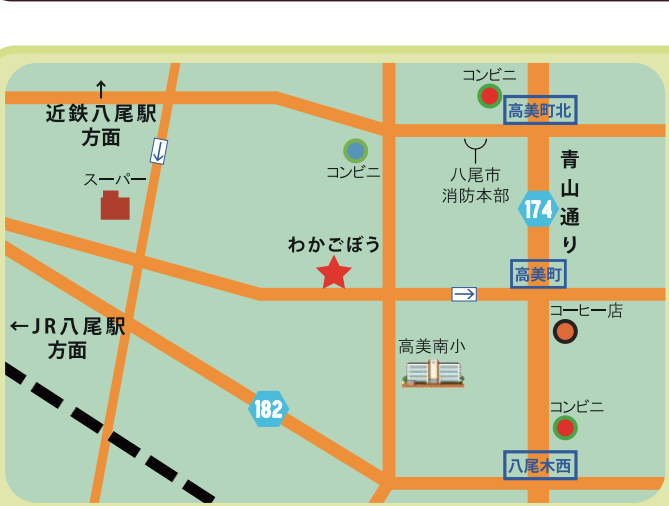 コンビニ
↑
近鉄八尾駅
方面
高美町北
コンビニ
八尾市
消防本部
青山通り
スーパー
174
わかごぼう
高美町
←JR八尾駅
方面
コーヒー店
高美南小
182
コンビニ
八尾木西